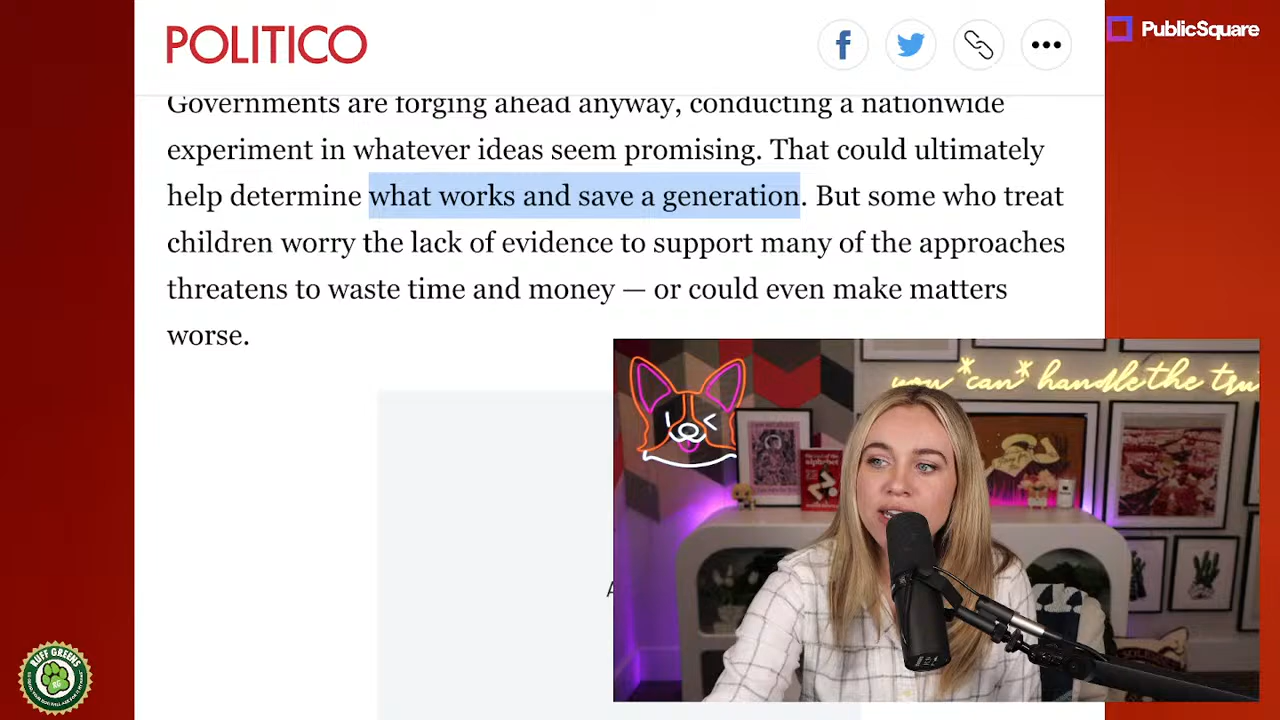 POLITICO
PublicSquare
Governments are forging ahead anyway, conducting a nationwide
experiment in whatever ideas seem promising. That could ultimately
help determine what works and save a generation. But some who treat
children worry the lack of evidence to support many of the approaches
threatens to waste time and money — or could even make matters
worse.
you *can* handle the tru
RUFF GREENS